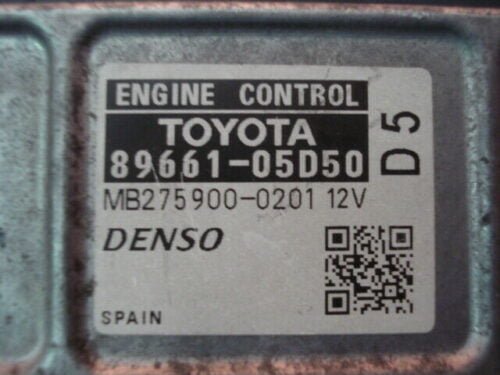 ENGINE CONTROL
TOYOTA
89661-05D50
D5
MB275900-0201 12V
DENSO
SPAIN